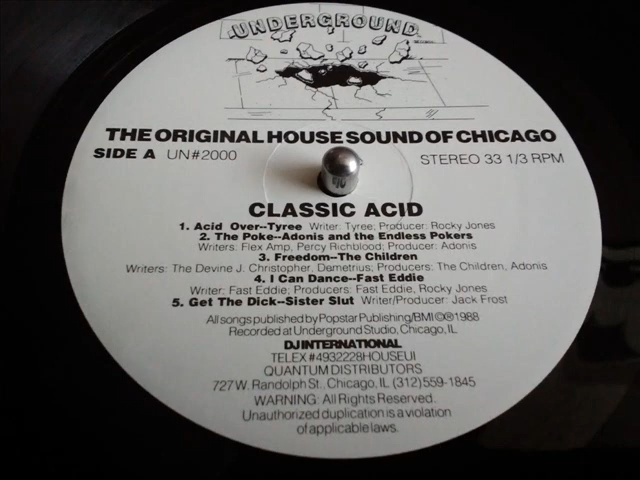 UNDERGROUND
THE ORIGINAL HOUSE SOUND OF CHICAGO
SIDE A UN#2000
STEREO 33 1/3 RPM
CLASSIC ACID
1. Acid Over--Tyree Writer: Tyree; Producer: Rocky Jones
2. The Poke--Adonis and the Endless Pokers
Writers: Flex Amp, Percy Richblood; Producer: Adonis
3. Freedom--The Children
Writers: The Devine J. Christopher, Demetrius; Producers: The Children, Adonis
4. I Can Dance--Fast Eddie
Writer: Fast Eddie; Producers: Fast Eddie, Rocky Jones
5. Get The Dick--Sister Slut Writer/Producer: Jack Frost
All songs published by Popstar Publishing/BMI ©℗1988
Recorded at Underground Studio, Chicago, IL
DJ INTERNATIONAL
TELEX #4932228HOUSEUI
QUANTUM DISTRIBUTORS
727 W. Randolph St., Chicago, IL (312) 559-1845
WARNING: All Rights Reserved.
Unauthorized duplication is a violation
of applicable laws.